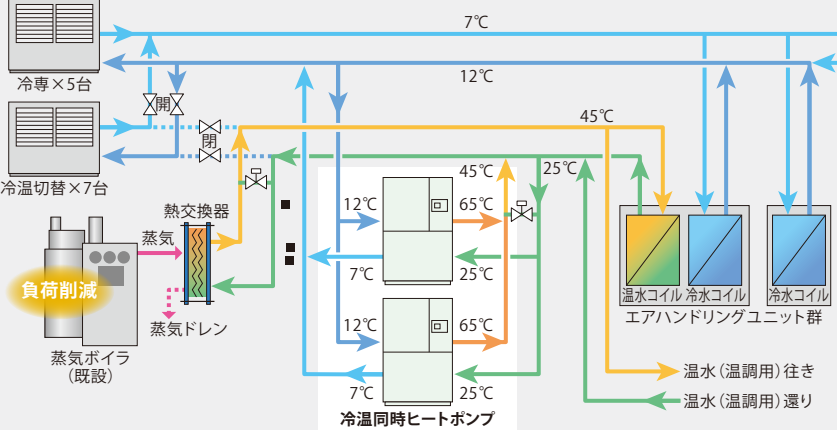 7℃
12℃
冷専×5台
開
閉
冷温切替×7台
45℃
25℃
45℃
12℃
65℃
7℃
25℃
12℃
65℃
7℃
25℃
熱交換器
蒸気
蒸気ドレン
負荷削減
蒸気ボイラ
(既設)
冷温同時ヒートポンプ
温水コイル
冷水コイル
冷水コイル
エアハンドリングユニット群
温水(温調用)往き
温水(温調用)還り